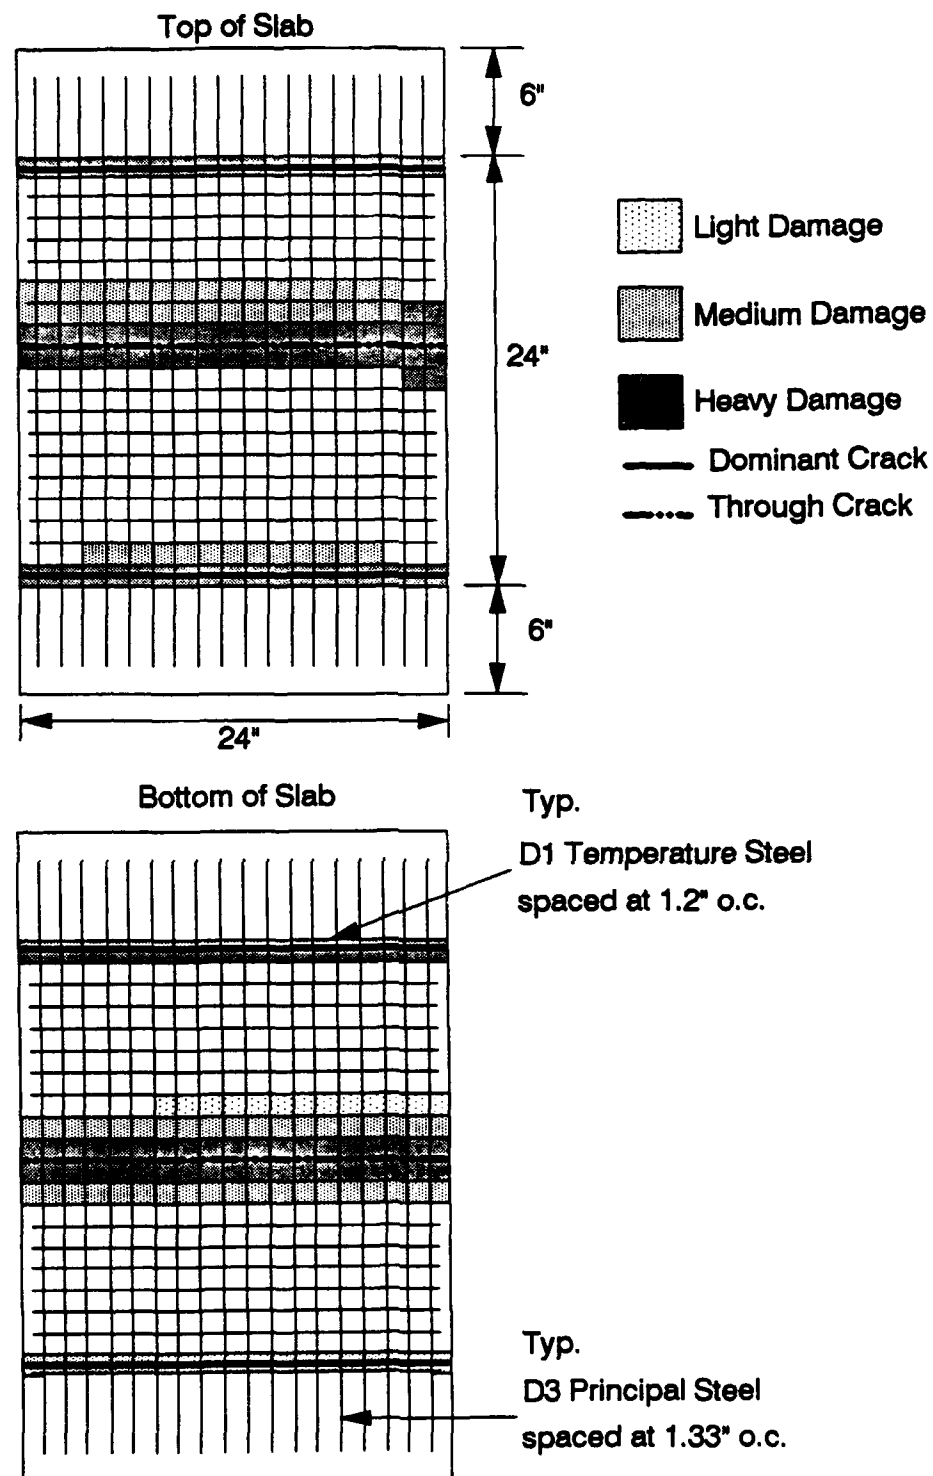 Top of Slab
6"
Light Damage
Medium Damage
24"
Heavy Damage
Dominant Crack
Through Crack
6"
24"
Bottom of Slab
Typ.
D1 Temperature Steel
spaced at 1.2" o.c.
Typ.
D3 Principal Steel
spaced at 1.33" o.c.